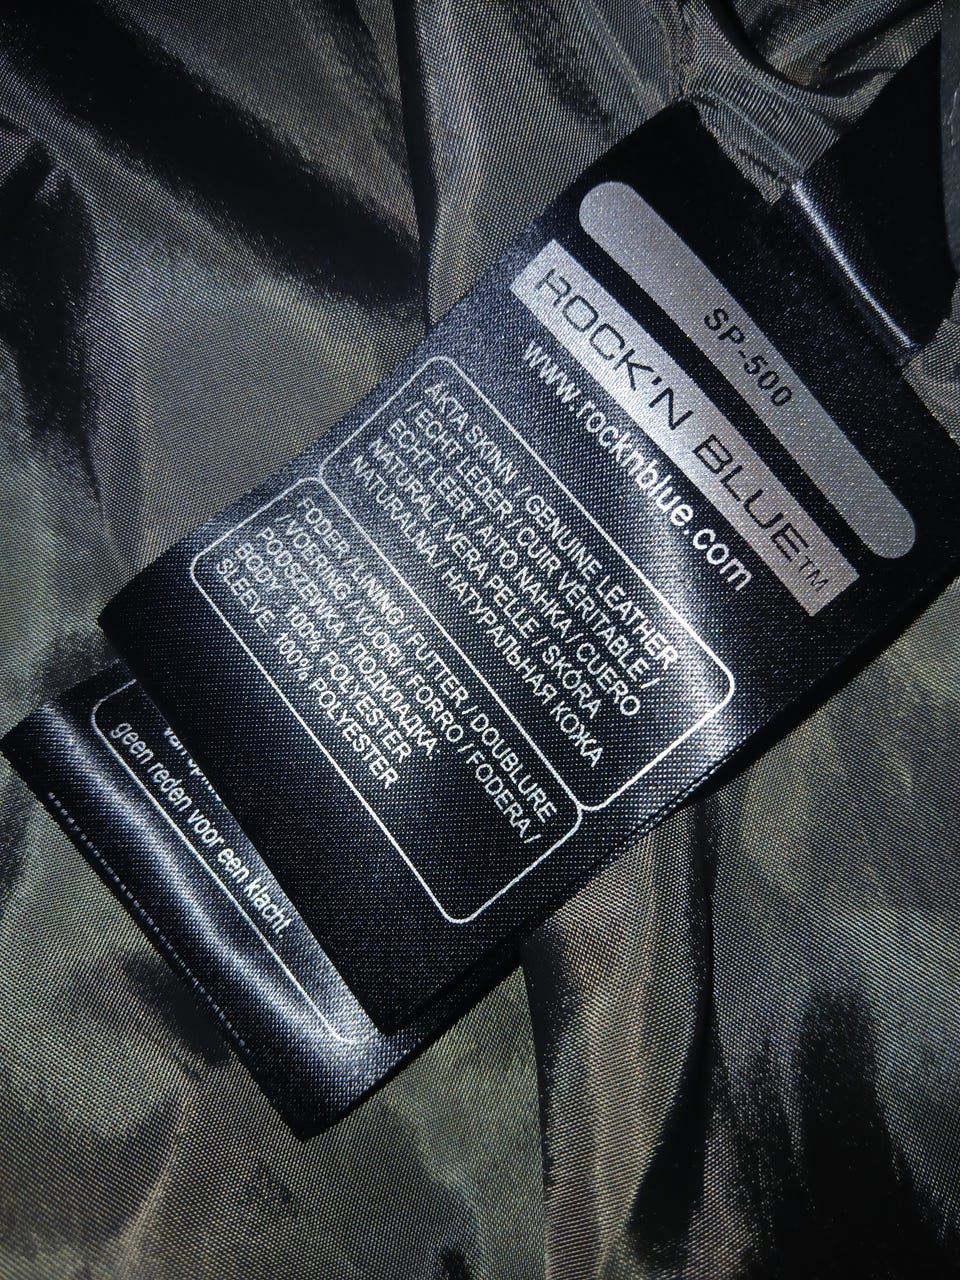 SP-500
ROCK'N BLUE™
www.rocknblue.com
ÄKTA SKINN / GENUINE LEATHER
/ ECHT LEDER / CUIR VERITABLE /
ECHT LEER / AITO NAHKA / CUERO
NATURAL / VERA PELLE / SKÓRA
NATURALNA / НАТУРАЛЬНАЯ КОЖА
FODER / LINING / FUTTER / DOUBLURE
/ VOERING / VUORI / FORRO / FODERA /
PODSZEWKA / ПОДКЛАДКА:
BODY: 100% POLYESTER
SLEEVE: 100% POLYESTER
geen reden voor een klacht